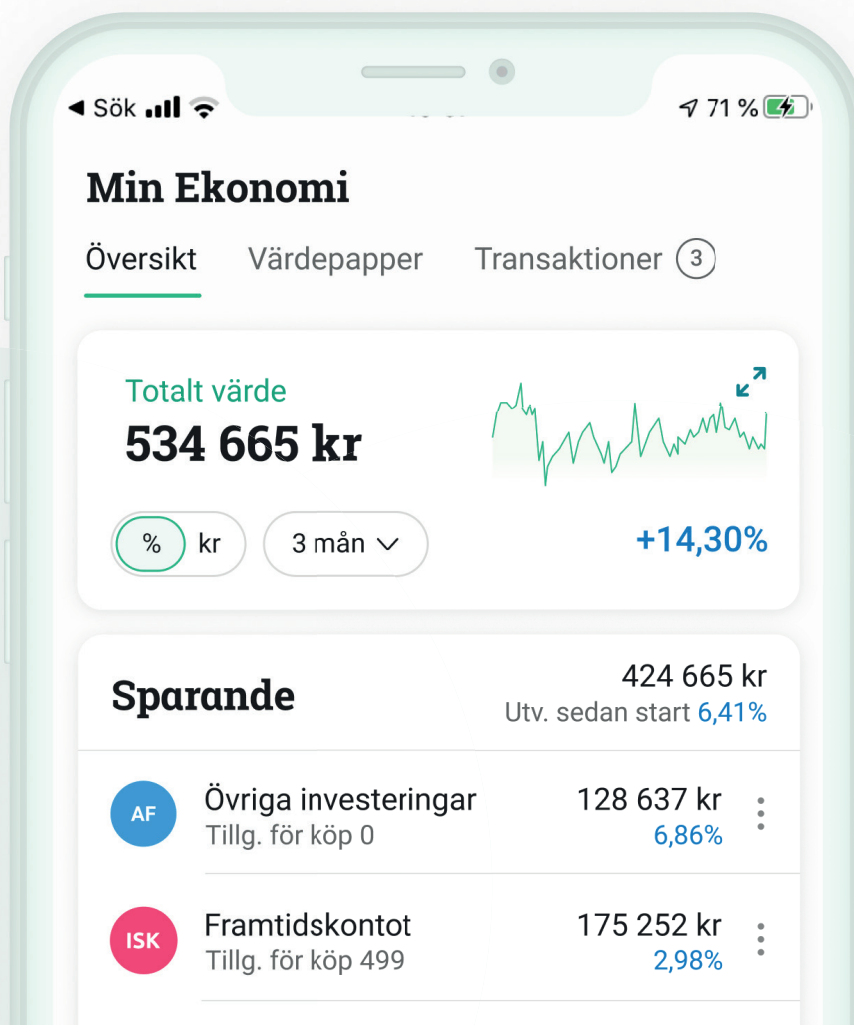 Sök
71 %
Min Ekonomi
Översikt Värdepapper Transaktioner 3
Totalt värde
534 665 kr
% kr 3 mån +14,30%
Sparande 424 665 kr
Utv. sedan start 6,41%
AF Övriga investeringar 128 637 kr
Tillg. för köp 0 6,86%
ISK Framtidskontot 175 252 kr
Tillg. för köp 499 2,98%